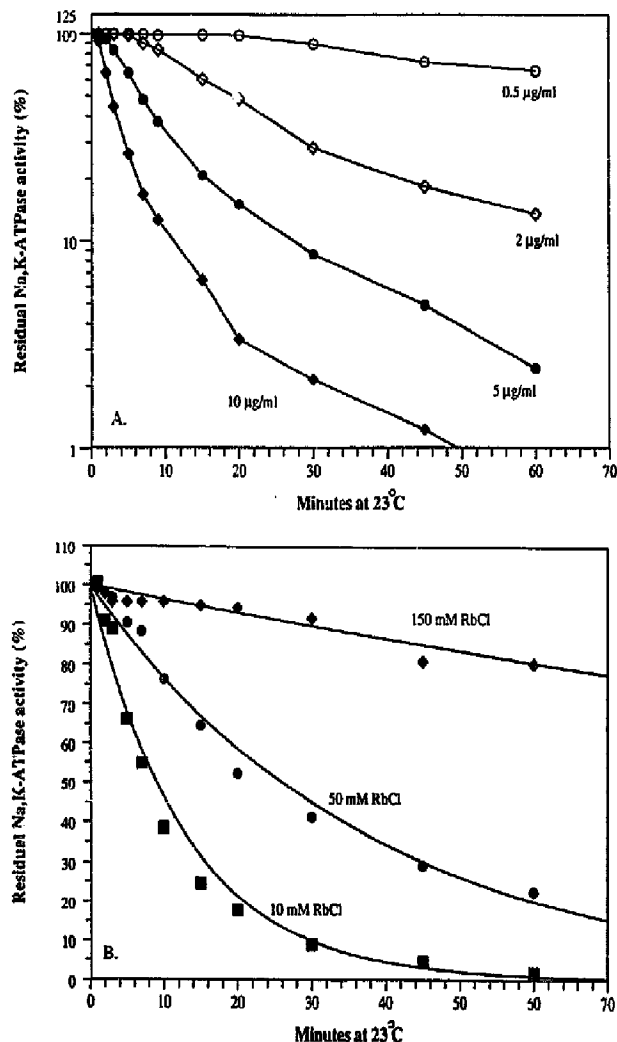 125
100
10
1
Residual Na,K-ATPase activity (%)
0.5 µg/ml
2 µg/ml
5 µg/ml
10 µg/ml
A.
0 10 20 30 40 50 60 70
Minutes at 23°C
110
100
90
80
70
60
50
40
30
20
10
0
Residual Na,K-ATPase activity (%)
150 mM RbCl
50 mM RbCl
10 mM RbCl
B.
0 10 20 30 40 50 60 70
Minutes at 23°C